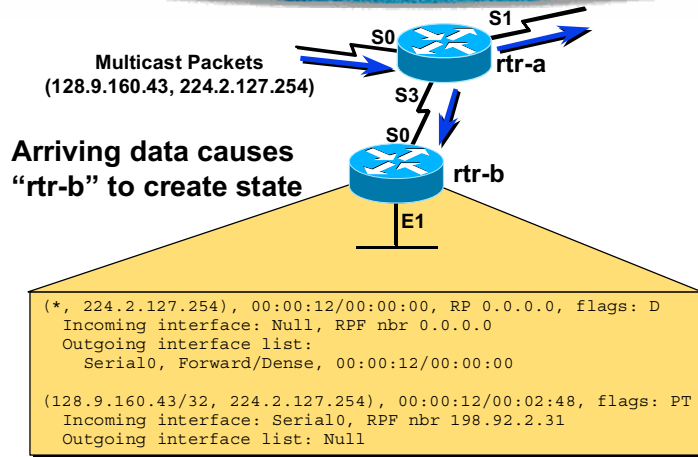 S1
S0
Multicast Packets
(128.9.160.43, 224.2.127.254)
rtr-a
S3
S0
Arriving data causes
“rtr-b” to create state
rtr-b
E1
(*, 224.2.127.254), 00:00:12/00:00:00, RP 0.0.0.0, flags: D
Incoming interface: Null, RPF nbr 0.0.0.0
Outgoing interface list:
Serial0, Forward/Dense, 00:00:12/00:00:00
(128.9.160.43/32, 224.2.127.254), 00:00:12/00:02:48, flags: PT
Incoming interface: Serial0, RPF nbr 198.92.2.31
Outgoing interface list: Null